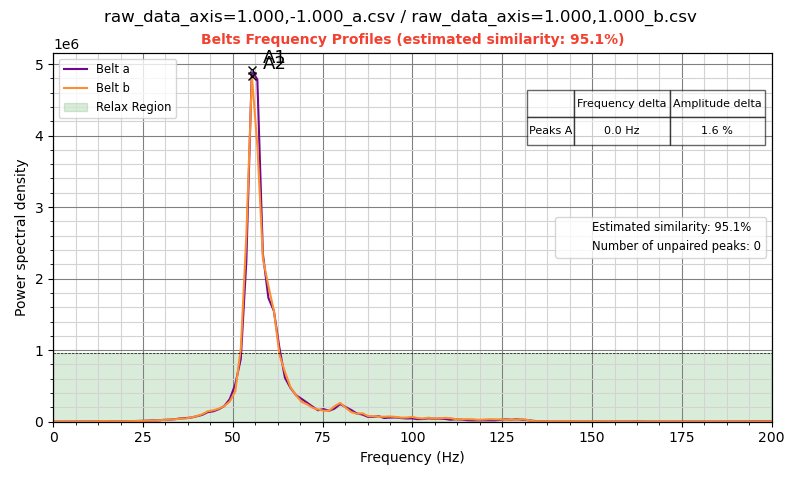 raw_data_axis=1.000,-1.000_a.csv / raw_data_axis=1.000,1.000_b.csv
Belts Frequency Profiles (estimated similarity: 95.1%)
1e6
A1
A2
Belt a
Belt b
Relax Region
Frequency delta Amplitude delta
Peaks A 0.0 Hz 1.6 %
Estimated similarity: 95.1%
Number of unpaired peaks: 0
Power spectral density
5
4
3
2
1
0
0 25 50 75 100 125 150 175 200
Frequency (Hz)